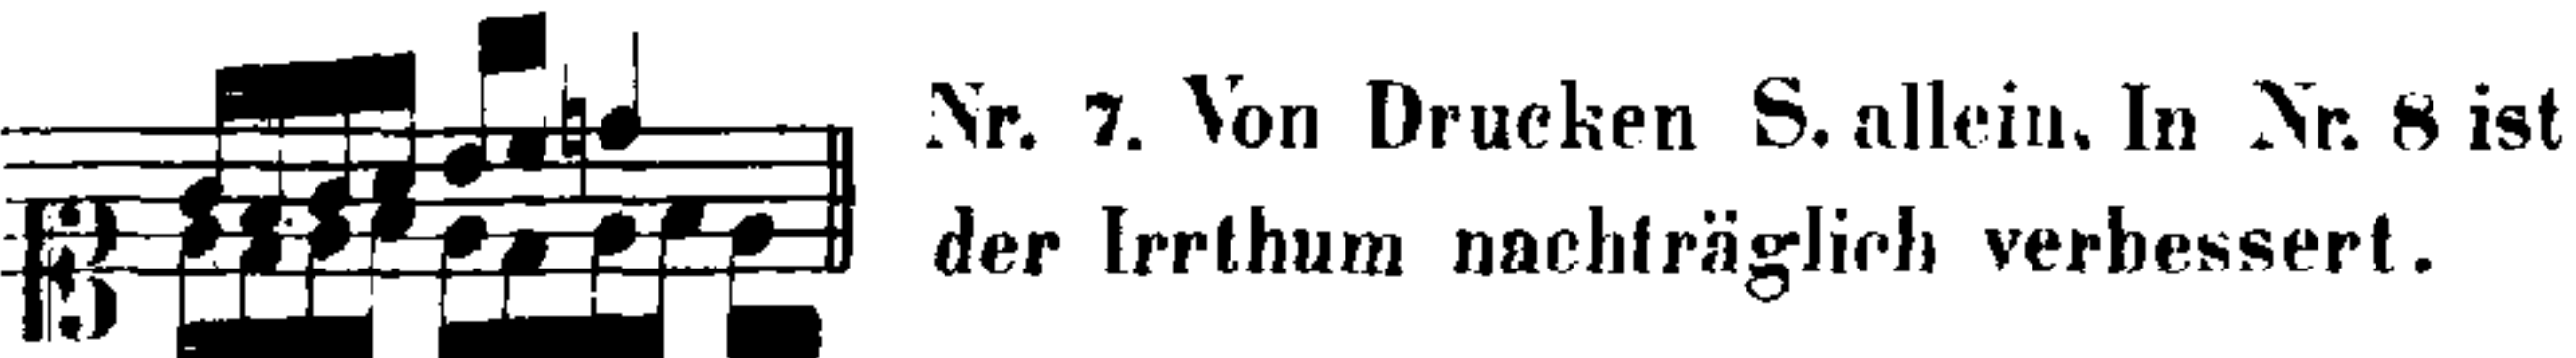 Nr. 7. Von Drucken S. allein. In Nr. 8 ist
der Irrthum nachträglich verbessert.